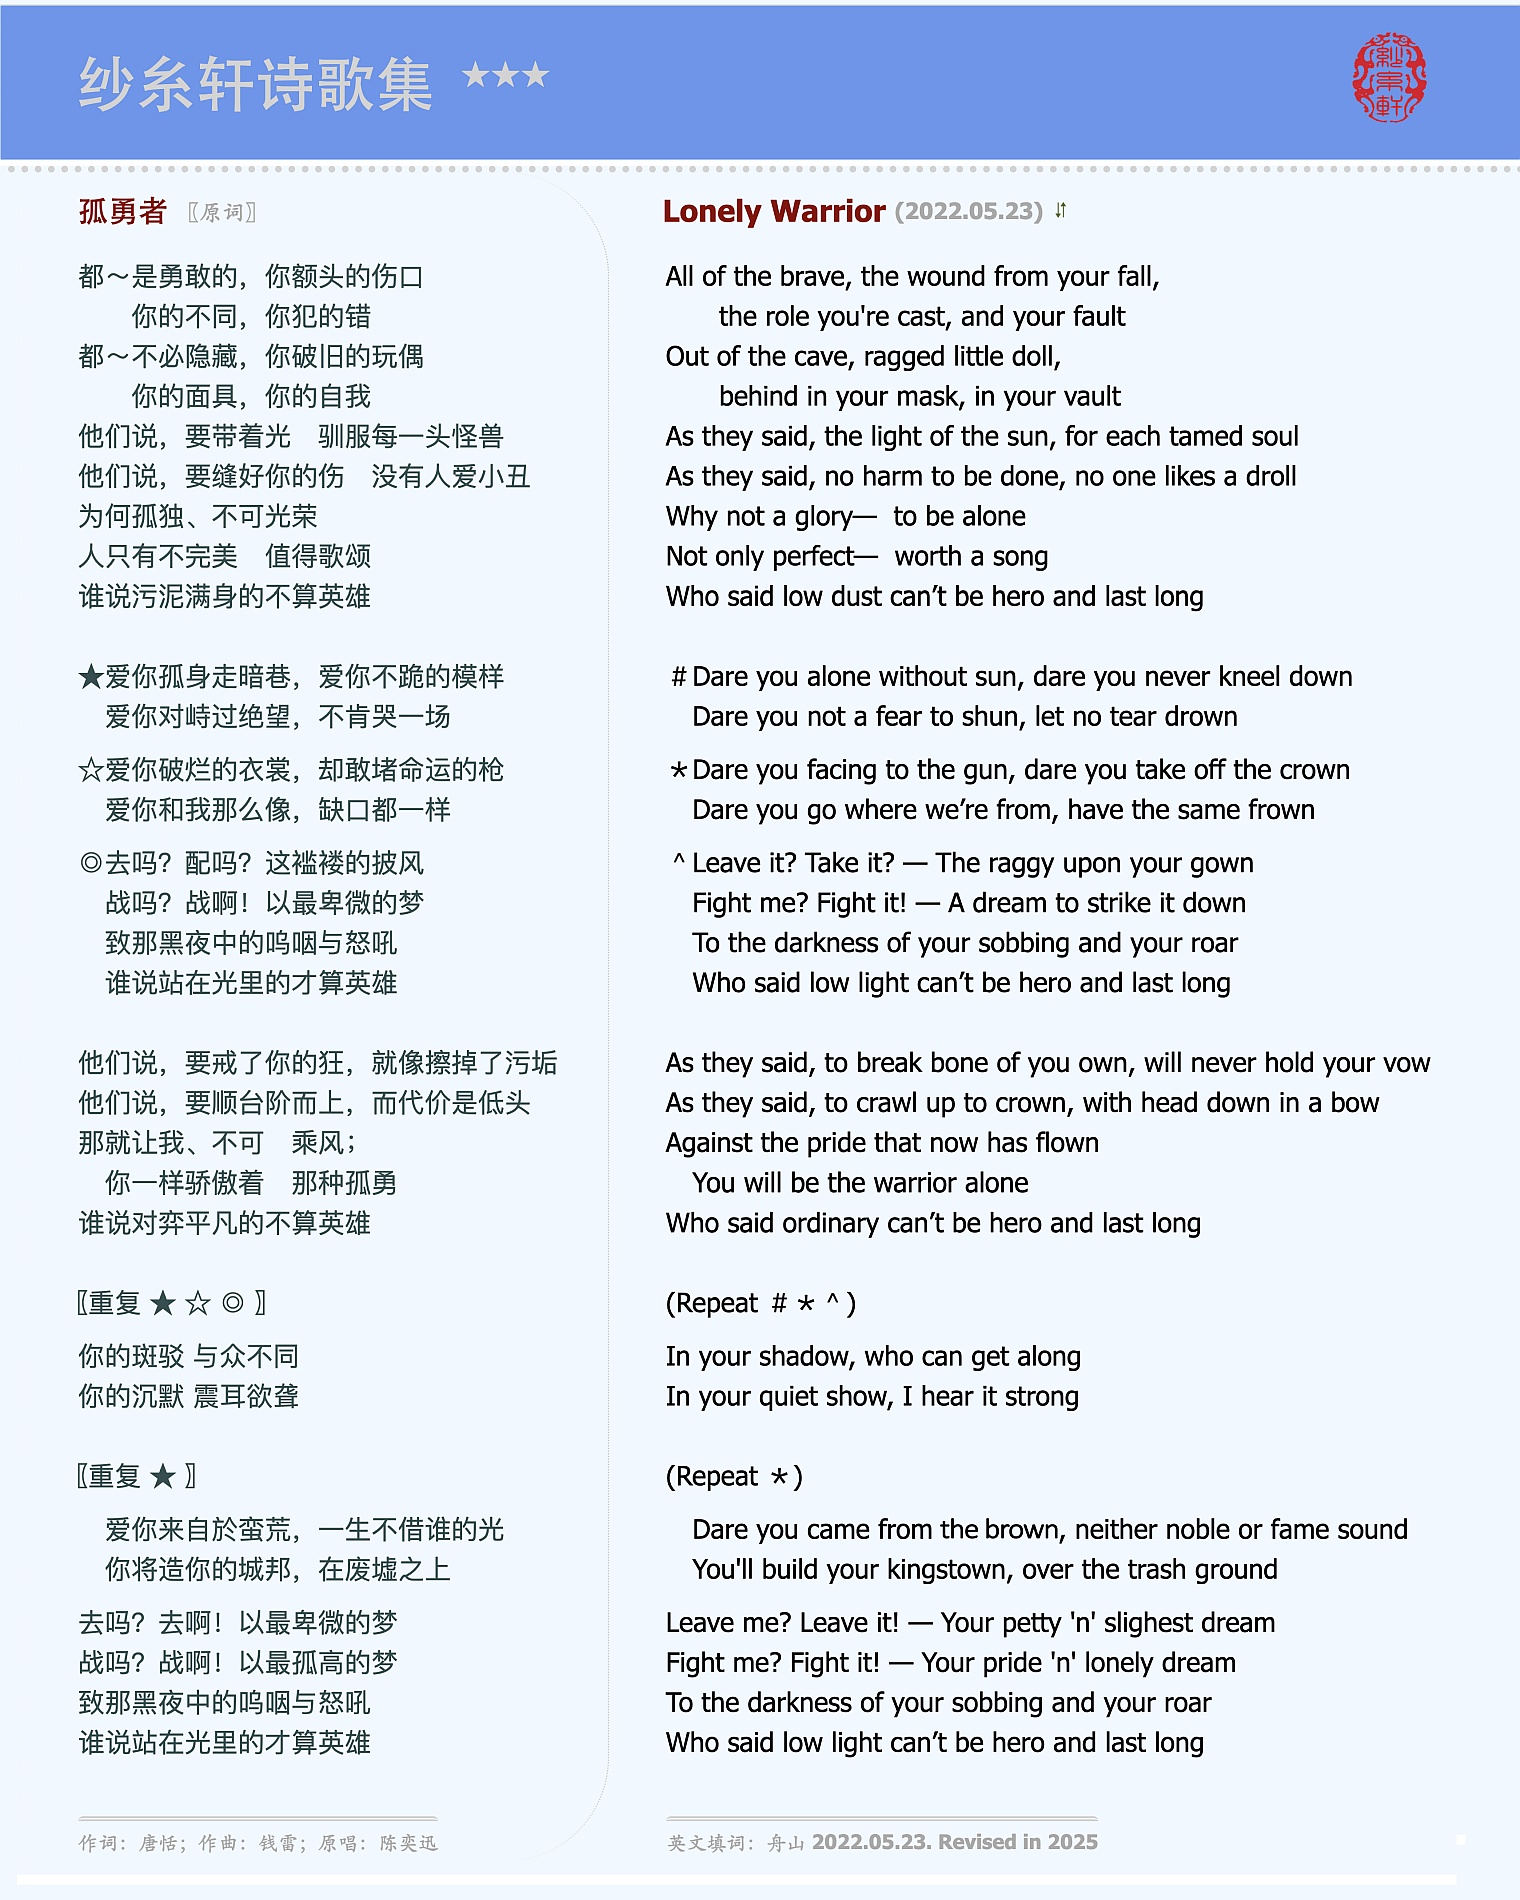 纱糸轩诗歌集 ★★★
紗糸軒
孤勇者 〖原词〗
都～是勇敢的，你额头的伤口
你的不同，你犯的错
都～不必隐藏，你破旧的玩偶
你的面具，你的自我
他们说，要带着光　驯服每一头怪兽
他们说，要缝好你的伤　没有人爱小丑
为何孤独、不可光荣
人只有不完美　值得歌颂
谁说污泥满身的不算英雄
★爱你孤身走暗巷，爱你不跪的模样
爱你对峙过绝望，不肯哭一场
☆爱你破烂的衣裳，却敢堵命运的枪
爱你和我那么像，缺口都一样
◎去吗？配吗？这褴褛的披风
战吗？战啊！以最卑微的梦
致那黑夜中的呜咽与怒吼
谁说站在光里的才算英雄
他们说，要戒了你的狂，就像擦掉了污垢
他们说，要顺台阶而上，而代价是低头
那就让我、不可　乘风；
你一样骄傲着　那种孤勇
谁说对弈平凡的不算英雄
〖重复 ★ ☆ ◎ 〗
你的斑驳 与众不同
你的沉默 震耳欲聋
〖重复 ★ 〗
爱你来自於蛮荒，一生不借谁的光
你将造你的城邦，在废墟之上
去吗？去啊！以最卑微的梦
战吗？战啊！以最孤高的梦
致那黑夜中的呜咽与怒吼
谁说站在光里的才算英雄
作词：唐恬；作曲：钱雷；原唱：陈奕迅
Lonely Warrior (2022.05.23) ⇵
All of the brave, the wound from your fall,
the role you're cast, and your fault
Out of the cave, ragged little doll,
behind in your mask, in your vault
As they said, the light of the sun, for each tamed soul
As they said, no harm to be done, no one likes a droll
Why not a glory— to be alone
Not only perfect— worth a song
Who said low dust can’t be hero and last long
# Dare you alone without sun, dare you never kneel down
Dare you not a fear to shun, let no tear drown
* Dare you facing to the gun, dare you take off the crown
Dare you go where we’re from, have the same frown
^ Leave it? Take it? — The raggy upon your gown
Fight me? Fight it! — A dream to strike it down
To the darkness of your sobbing and your roar
Who said low light can’t be hero and last long
As they said, to break bone of you own, will never hold your vow
As they said, to crawl up to crown, with head down in a bow
Against the pride that now has flown
You will be the warrior alone
Who said ordinary can’t be hero and last long
(Repeat # * ^ )
In your shadow, who can get along
In your quiet show, I hear it strong
(Repeat *)
Dare you came from the brown, neither noble or fame sound
You'll build your kingstown, over the trash ground
Leave me? Leave it! — Your petty 'n' slighest dream
Fight me? Fight it! — Your pride 'n' lonely dream
To the darkness of your sobbing and your roar
Who said low light can’t be hero and last long
英文填词：舟山 2022.05.23. Revised in 2025